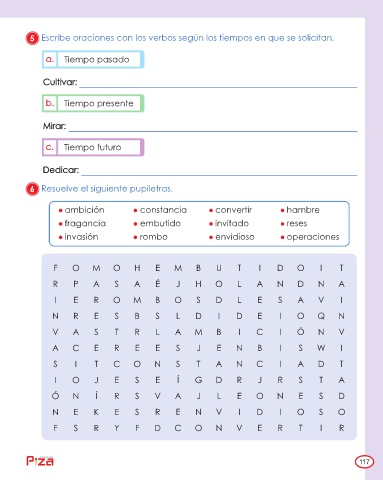 5 Escribe oraciones con los verbos según los tiempos en que se solicitan.
a. Tiempo pasado
Cultivar:
b. Tiempo presente
Mirar:
c. Tiempo futuro
Dedicar:
6 Resuelve el siguiente pupiletras.
• ambición • constancia • convertir • hambre
• fragancia • embutido • invitado • reses
• invasión • rombo • envidioso • operaciones
F O M O H E M B U T I D O I T
R P A S A É J H O L A N D N A
I E R O M B O S D L E S A V I
N R E S B S L D I D E I O Q N
V A S T R L A M B I C I Ó N V
A C E R E E S J E N B I S W I
S I T C O N S T A N C I A D T
I O J E S E Í G D R J R S T A
Ó N Í R S V A J L E O N E S D
N E K E S R E N V I D I O S O
F S R Y F D C O N V E R T I R
Piza
117